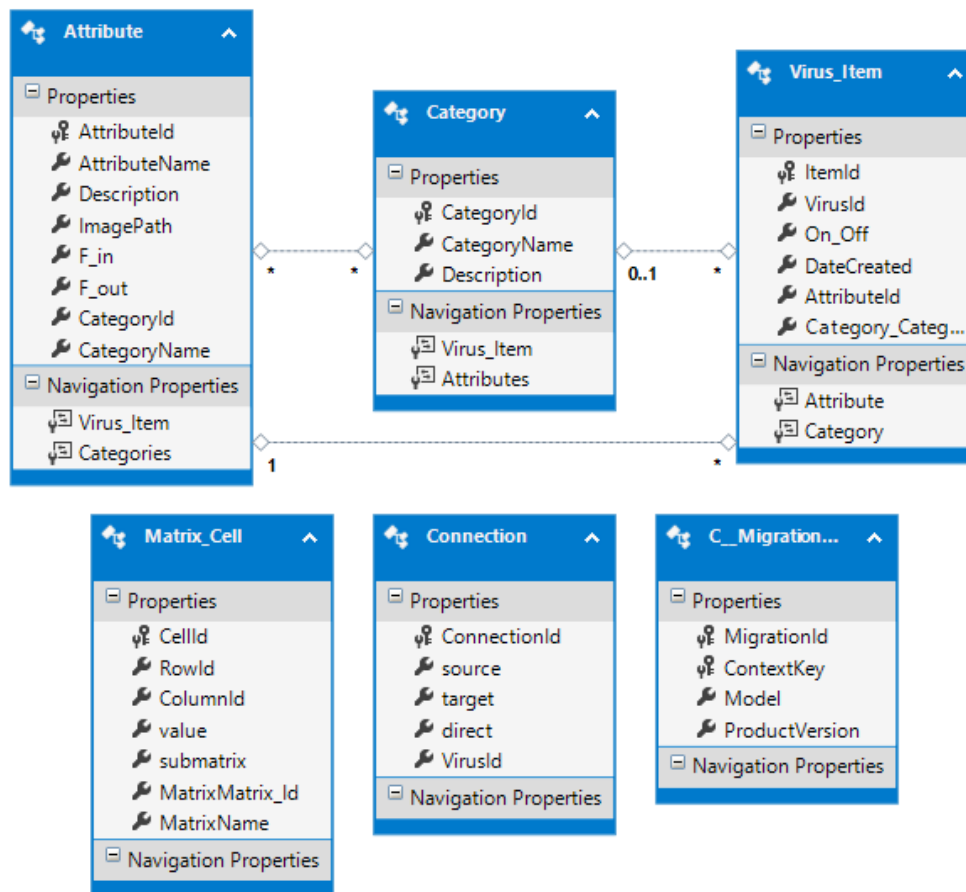 Attribute
Properties
AttributeId
AttributeName
Description
ImagePath
F_in
F_out
CategoryId
CategoryName
Navigation Properties
Virus_Item
Categories
* *
Category
Properties
CategoryId
CategoryName
Description
Navigation Properties
Virus_Item
Attributes
0..1 *
Virus_Item
Properties
ItemId
VirusId
On_Off
DateCreated
AttributeId
Category_Categ...
Navigation Properties
Attribute
Category
1 *
Matrix_Cell
Properties
CellId
RowId
ColumnId
value
submatrix
MatrixMatrix_Id
MatrixName
Navigation Properties
Connection
Properties
ConnectionId
source
target
direct
VirusId
Navigation Properties
C__Migration...
Properties
MigrationId
ContextKey
Model
ProductVersion
Navigation Properties